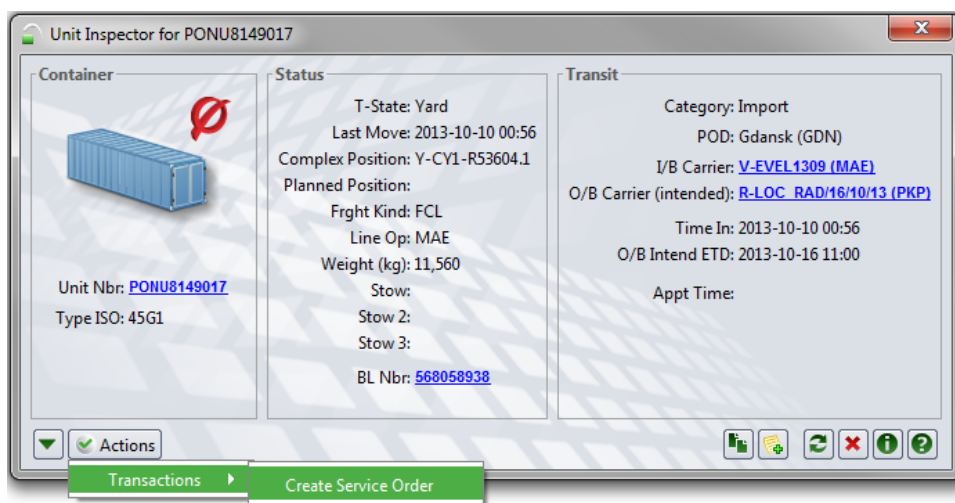 Unit Inspector for PONU8149017
Container
Unit Nbr: PONU8149017
Type ISO: 45G1
Status
T-State: Yard
Last Move: 2013-10-10 00:56
Complex Position: Y-CY1-R53604.1
Planned Position:
Frght Kind: FCL
Line Op: MAE
Weight (kg): 11,560
Stow:
Stow 2:
Stow 3:
BL Nbr: 568058938
Transit
Category: Import
POD: Gdansk (GDN)
I/B Carrier: V-EVEL1309 (MAE)
O/B Carrier (intended): R-LOC_RAD/16/10/13 (PKP)
Time In: 2013-10-10 00:56
O/B Intend ETD: 2013-10-16 11:00
Appt Time:
Actions
Transactions
Create Service Order